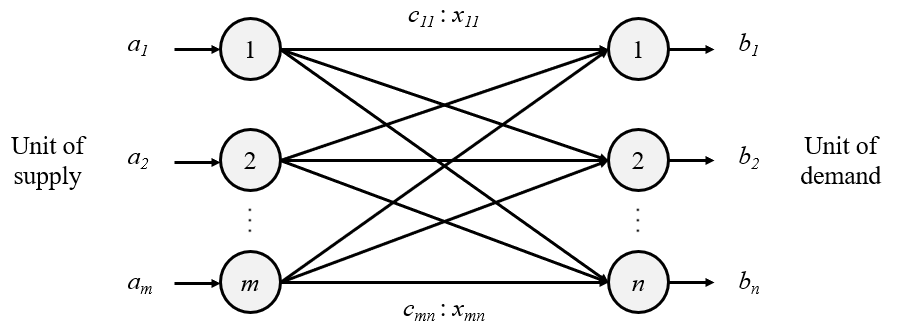 c₁₁ : x₁₁
a₁
1
1
b₁
Unit of
supply
a₂
2
2
b₂
Unit of
demand
⋮
⋮
aₘ
m
n
bₙ
cₘₙ : xₘₙ